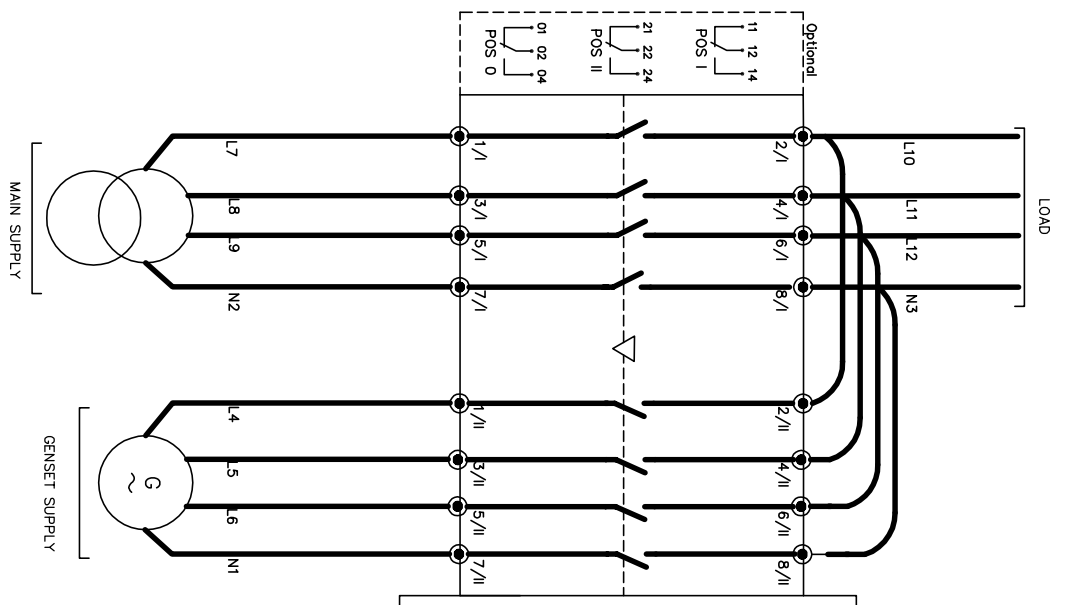 Optional
01 02 04
POS 0
21 22 24
POS II
11 12 14
POS I
L7
1/I
2/I
L10
L8
3/I
4/I
L11
L9
5/I
6/I
L12
N2
7/I
8/I
N3
MAIN SUPPLY
LOAD
L4
1/II
2/II
L5
3/II
4/II
G
~
L6
5/II
6/II
N1
7/II
8/II
GENSET SUPPLY